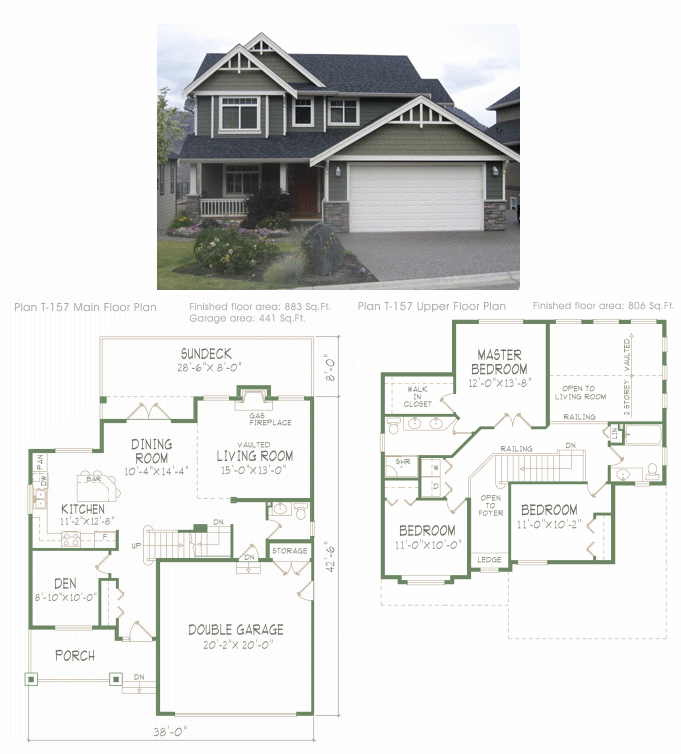 Plan T-157 Main Floor Plan
Finished floor area: 883 Sq.Ft.
Garage area: 441 Sq.Ft.
SUNDECK
28'-6" X 8'-0"
8'-0"
GAS
FIREPLACE
DINING
ROOM
10'-4"X14'-4"
VAULTED
LIVING ROOM
15'-0"X13'-0"
PAN
DW
BAR
KITCHEN
11'-2"X12'-8"
F
UP
DN
STORAGE
DN
DEN
8'-10"X10'-0"
DOUBLE GARAGE
20'-2"X 20'-0"
PORCH
DN
42'-6"
38'-0"
Plan T-157 Upper Floor Plan
Finished floor area: 806 Sq.Ft.
MASTER
BEDROOM
12'-0"X13'-8"
WALK
IN
CLOSET
OPEN TO
LIVING ROOM
2 STOREY VAULTED
RAILING
LIN
RAILING
DN
SHR
W
D
OPEN
TO
FOYER
BEDROOM
11'-0"X10'-2"
BEDROOM
11'-0"X10'-0"
LEDGE